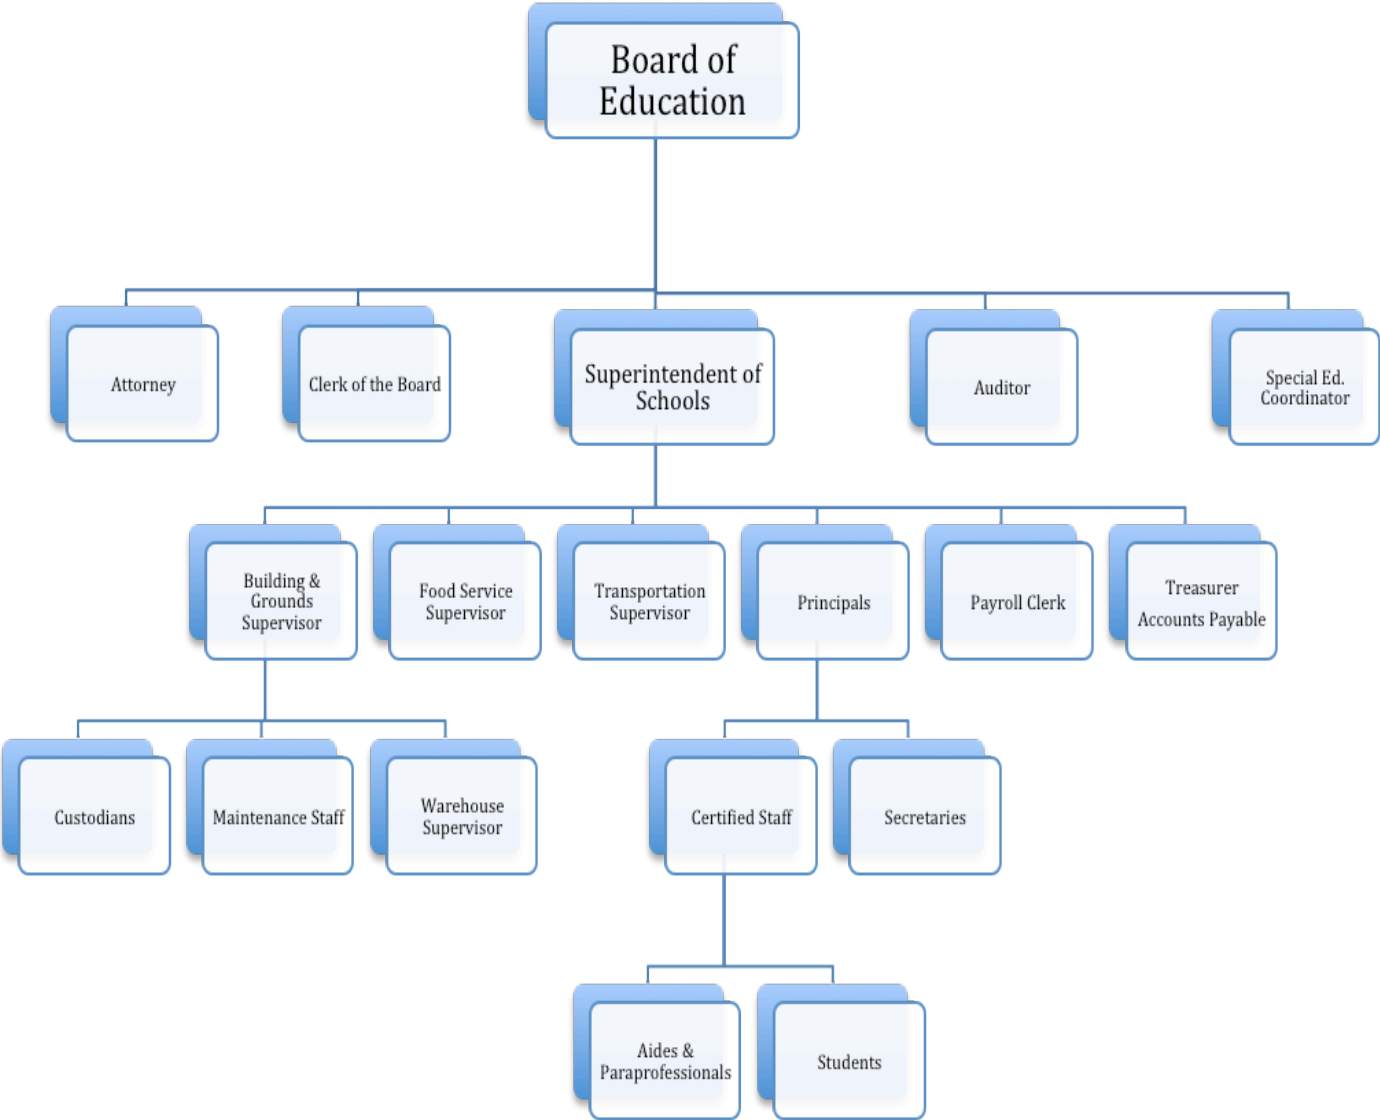 Board of
Education
Attorney
Clerk of the Board
Superintendent of
Schools
Auditor
Special Ed.
Coordinator
Building &
Grounds
Supervisor
Food Service
Supervisor
Transportation
Supervisor
Principals
Payroll Clerk
Treasurer
Accounts Payable
Custodians
Maintenance Staff
Warehouse
Supervisor
Certified Staff
Secretaries
Aides &
Paraprofessionals
Students